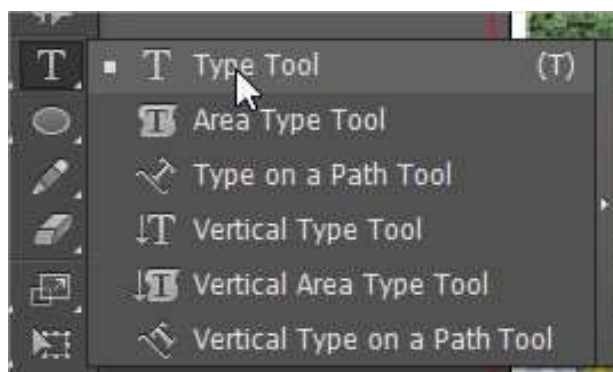 Type Tool (T)
Area Type Tool
Type on a Path Tool
Vertical Type Tool
Vertical Area Type Tool
Vertical Type on a Path Tool